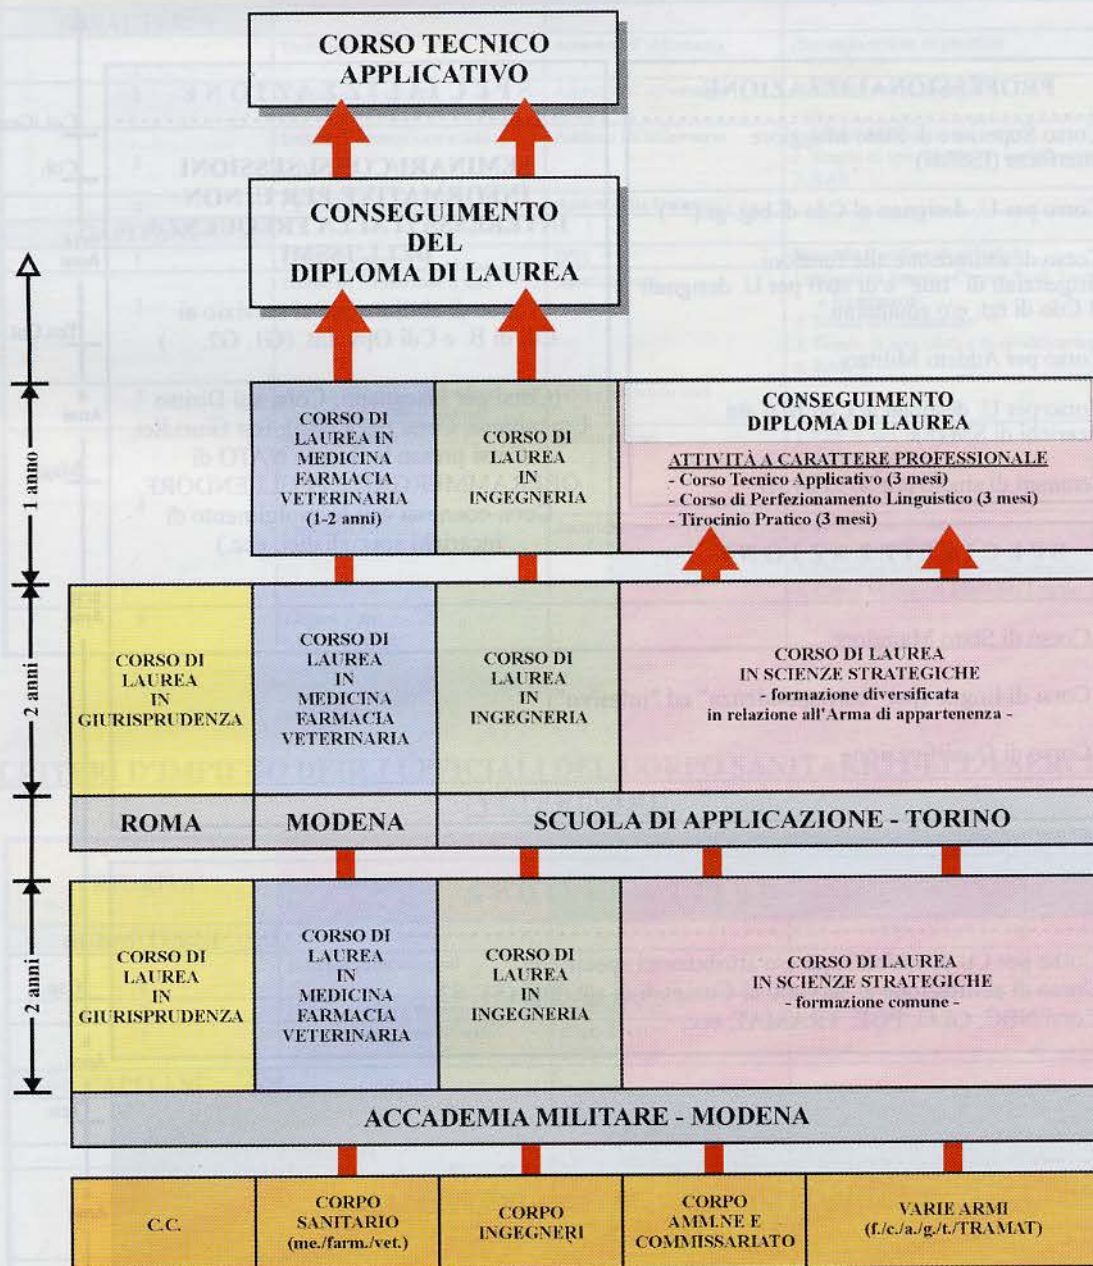 CORSO TECNICO
APPLICATIVO
CONSEGUIMENTO
DEL
DIPLOMA DI LAUREA
1 anno
CORSO DI
LAUREA IN
MEDICINA
FARMACIA
VETERINARIA
(1-2 anni)
CORSO DI
LAUREA
IN
INGEGNERIA
CONSEGUIMENTO
DIPLOMA DI LAUREA
ATTIVITÀ A CARATTERE PROFESSIONALE
- Corso Tecnico Applicativo (3 mesi)
- Corso di Perfezionamento Linguistico (3 mesi)
- Tirocinio Pratico (3 mesi)
2 anni
CORSO DI
LAUREA
IN
GIURISPRUDENZA
CORSO DI
LAUREA
IN
MEDICINA
FARMACIA
VETERINARIA
CORSO DI
LAUREA
IN
INGEGNERIA
CORSO DI LAUREA
IN SCIENZE STRATEGICHE
- formazione diversificata
in relazione all'Arma di appartenenza -
ROMA
MODENA
SCUOLA DI APPLICAZIONE - TORINO
2 anni
CORSO DI
LAUREA
IN
GIURISPRUDENZA
CORSO DI
LAUREA
IN
MEDICINA
FARMACIA
VETERINARIA
CORSO DI
LAUREA
IN
INGEGNERIA
CORSO DI LAUREA
IN SCIENZE STRATEGICHE
- formazione comune -
ACCADEMIA MILITARE - MODENA
C.C.
CORPO
SANITARIO
(me./farm./vet.)
CORPO
INGEGNERI
CORPO
AMM.NE E
COMMISSARIATO
VARIE ARMI
(f./c./a./g./t./TRAMAT)